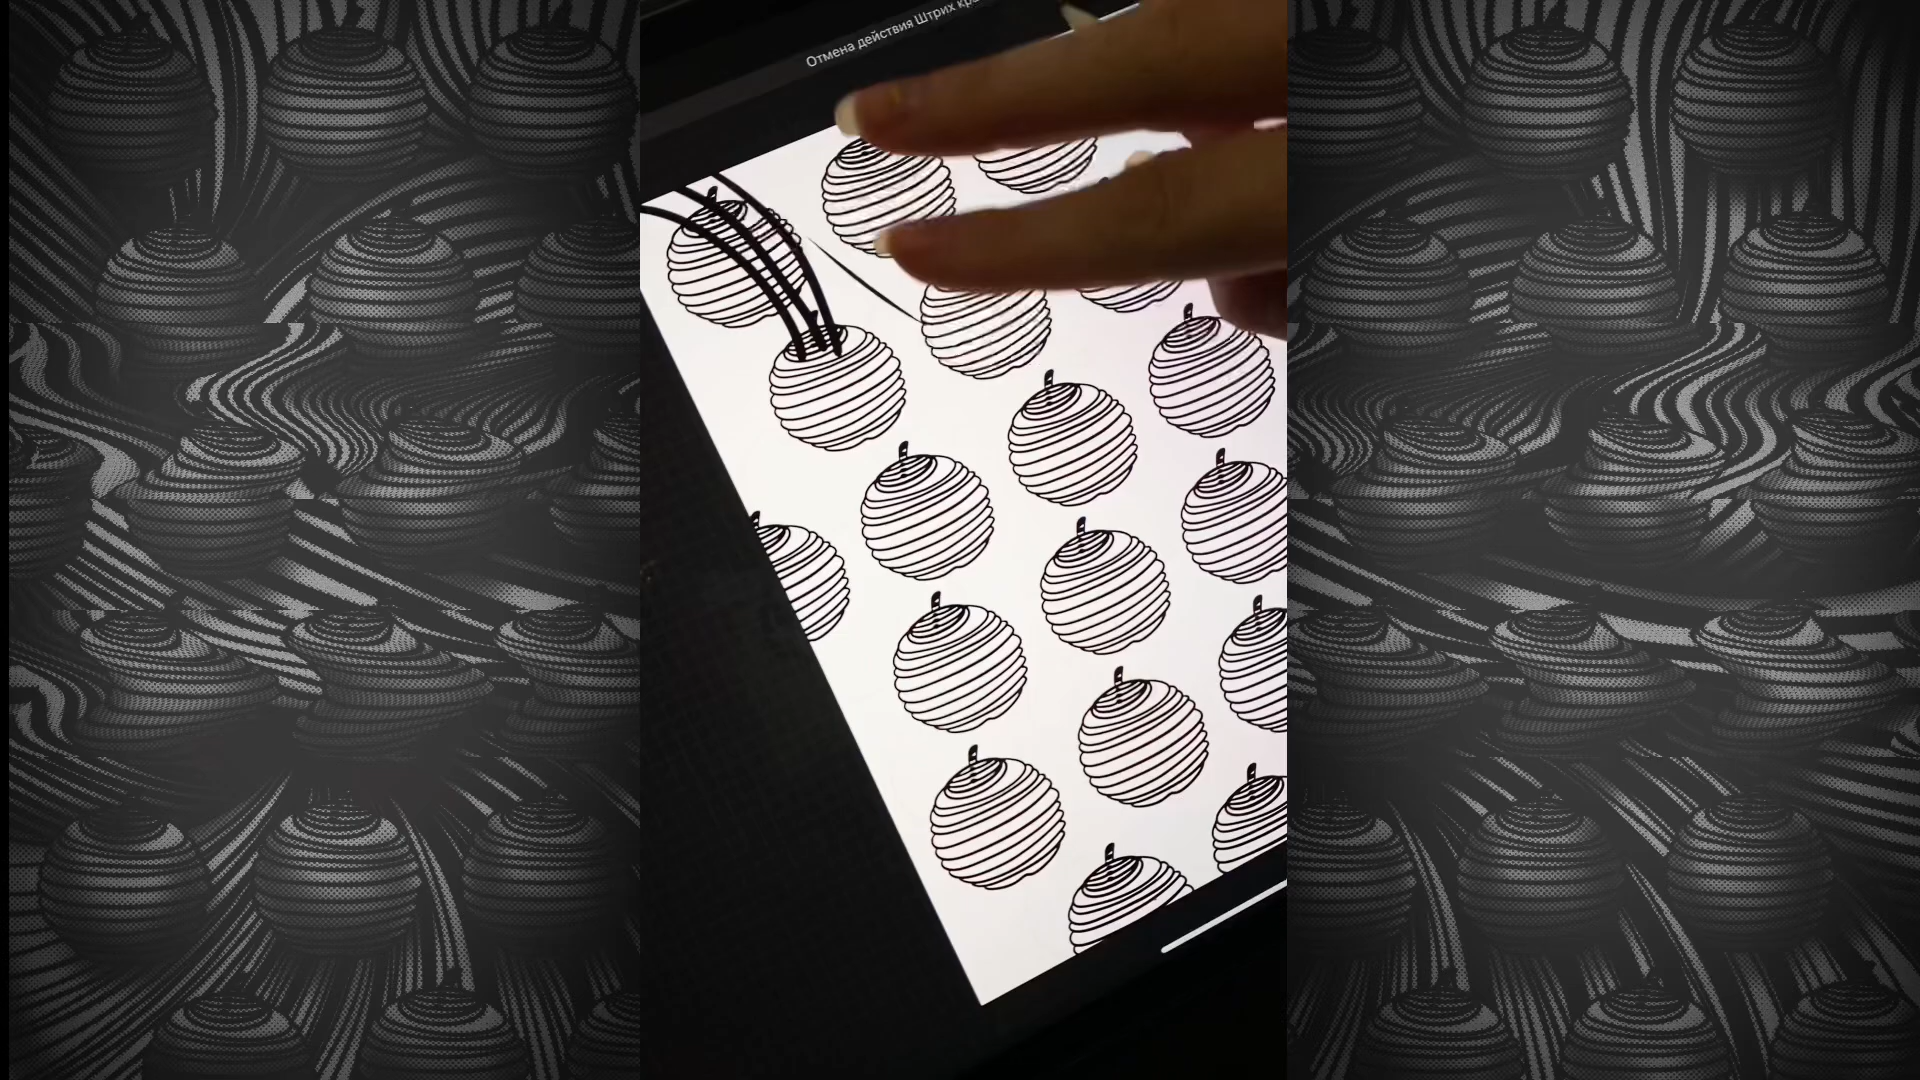 Отмена действия Штрих